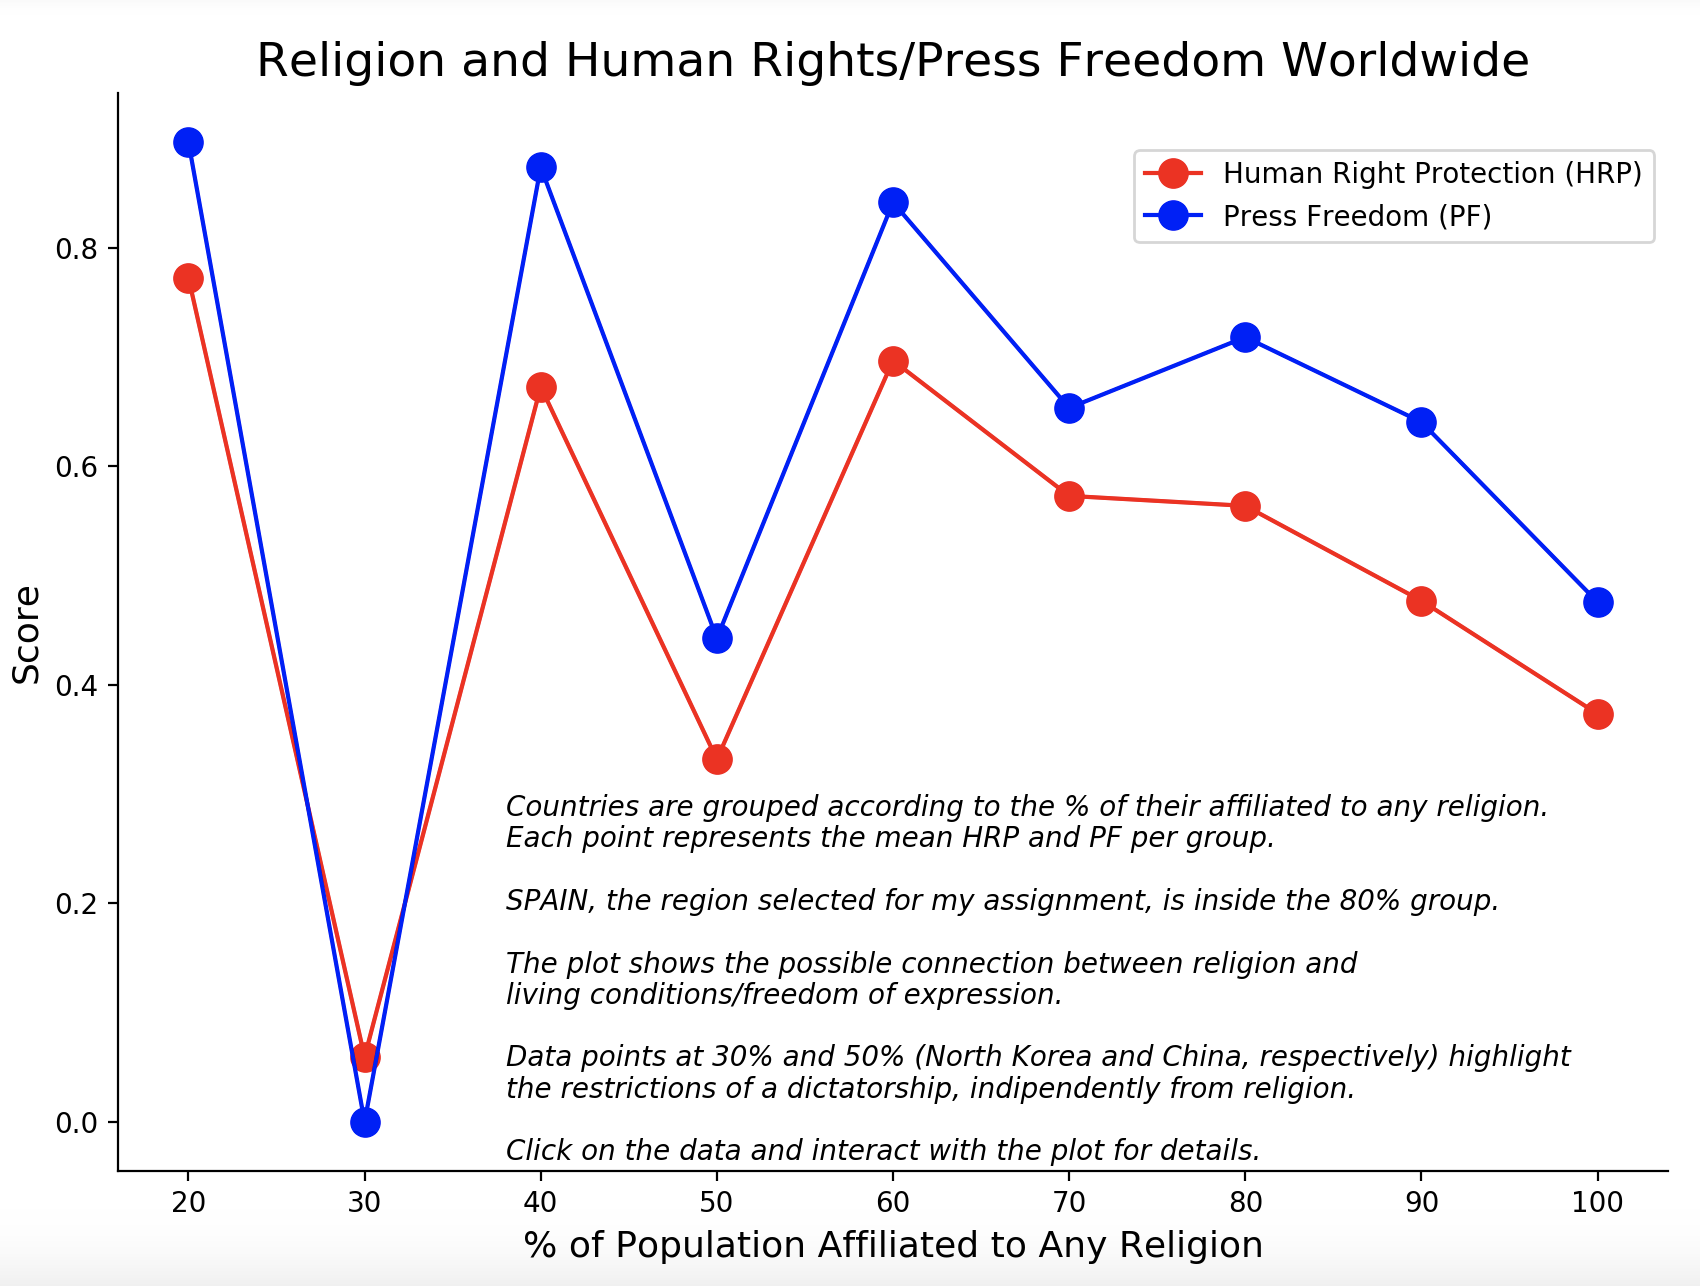 Religion and Human Rights/Press Freedom Worldwide
Human Right Protection (HRP)
Press Freedom (PF)
Score
0.8
0.6
0.4
0.2
0.0
Countries are grouped according to the % of their affiliated to any religion.
Each point represents the mean HRP and PF per group.
SPAIN, the region selected for my assignment, is inside the 80% group.
The plot shows the possible connection between religion and
living conditions/freedom of expression.
Data points at 30% and 50% (North Korea and China, respectively) highlight
the restrictions of a dictatorship, indipendently from religion.
Click on the data and interact with the plot for details.
20 30 40 50 60 70 80 90 100
% of Population Affiliated to Any Religion